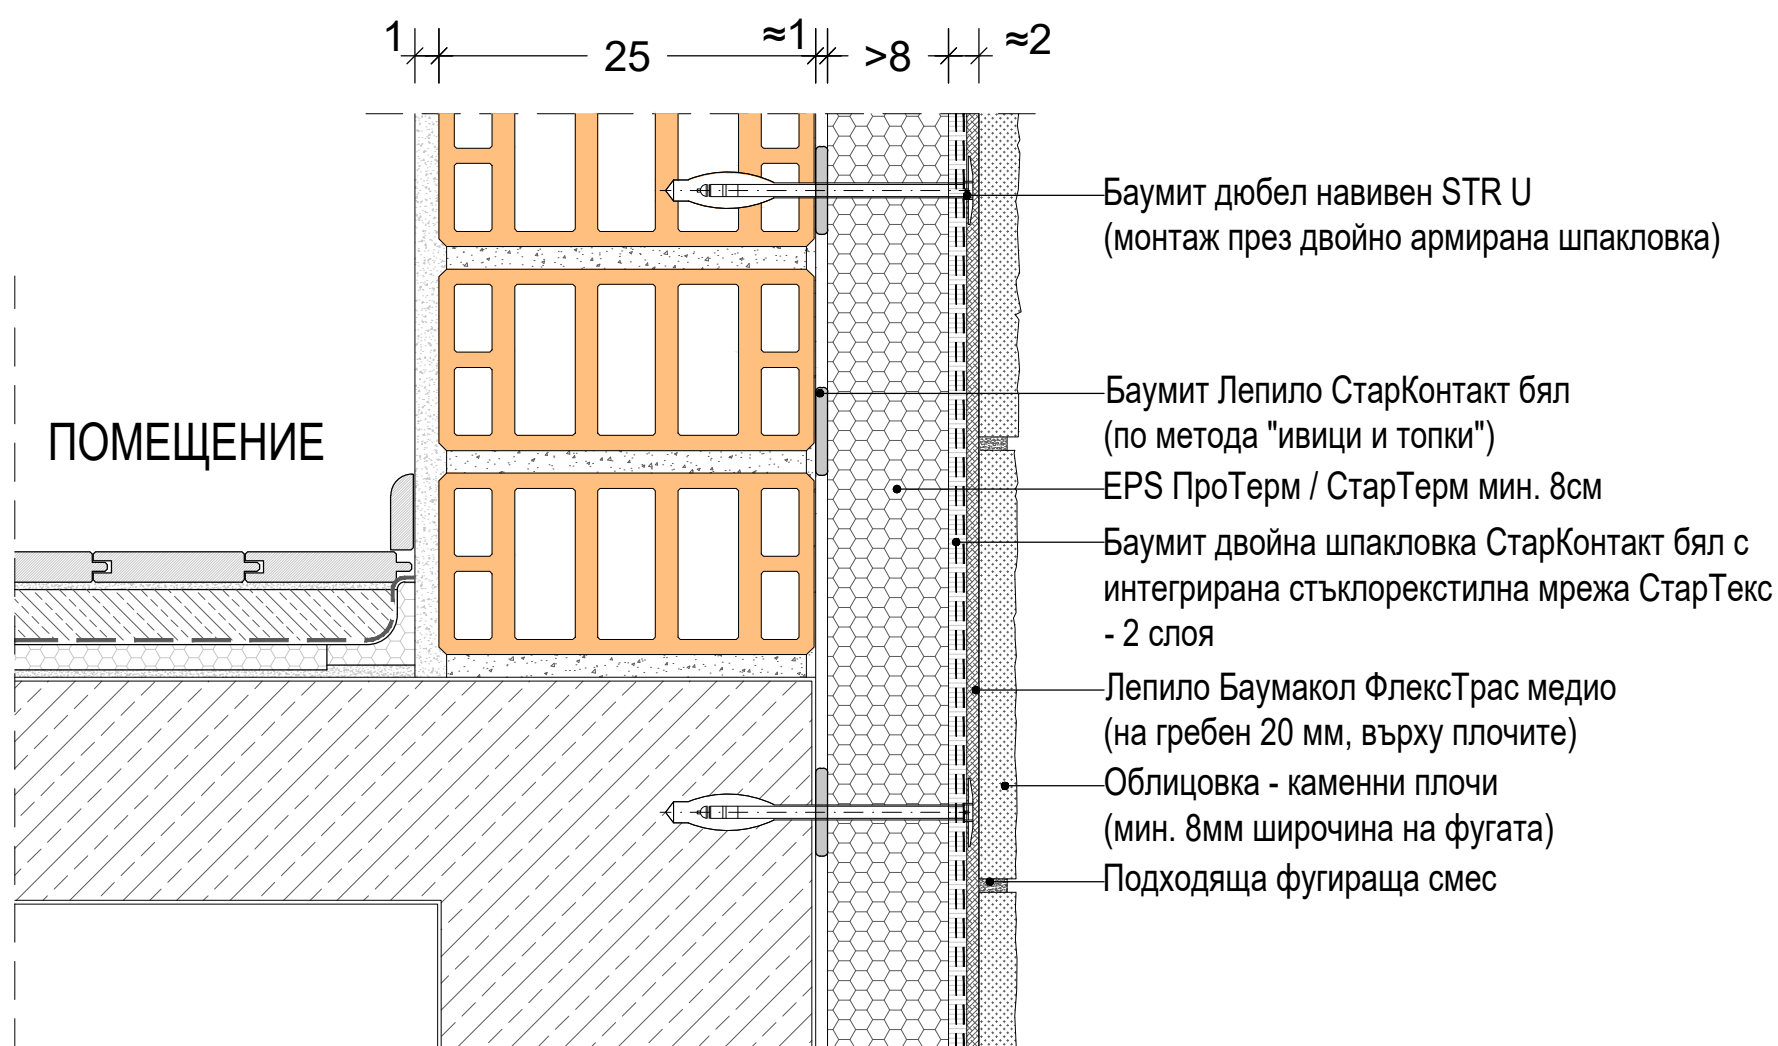 1 25 ≈1 >8 ≈2
Баумит дюбел навивен STR U
(монтаж през двойно армирана шпакловка)
Баумит Лепило СтарКонтакт бял
(по метода "ивици и топки")
ПОМЕЩЕНИЕ
EPS ПроТерм / СтарТерм мин. 8см
Баумит двойна шпакловка СтарКонтакт бял с
интегрирана стъклорекстилна мрежа СтарТекс
- 2 слоя
Лепило Баумакол ФлексТрас медио
(на гребен 20 мм, върху плочите)
Облицовка - каменни плочи
(мин. 8мм широчина на фугата)
Подходяща фугираща смес